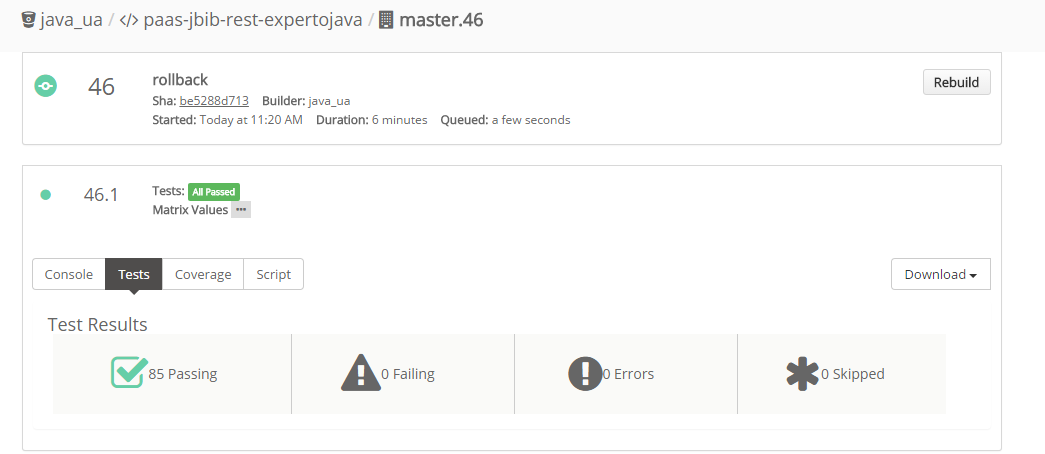 java_ua / </> paas-jbib-rest-expertojava / master.46
46
rollback
Rebuild
Sha: be5288d713 Builder: java_ua
Started: Today at 11:20 AM Duration: 6 minutes Queued: a few seconds
46.1
Tests: All Passed
Matrix Values ...
Console Tests Coverage Script Download
Test Results
85 Passing 0 Failing 0 Errors 0 Skipped